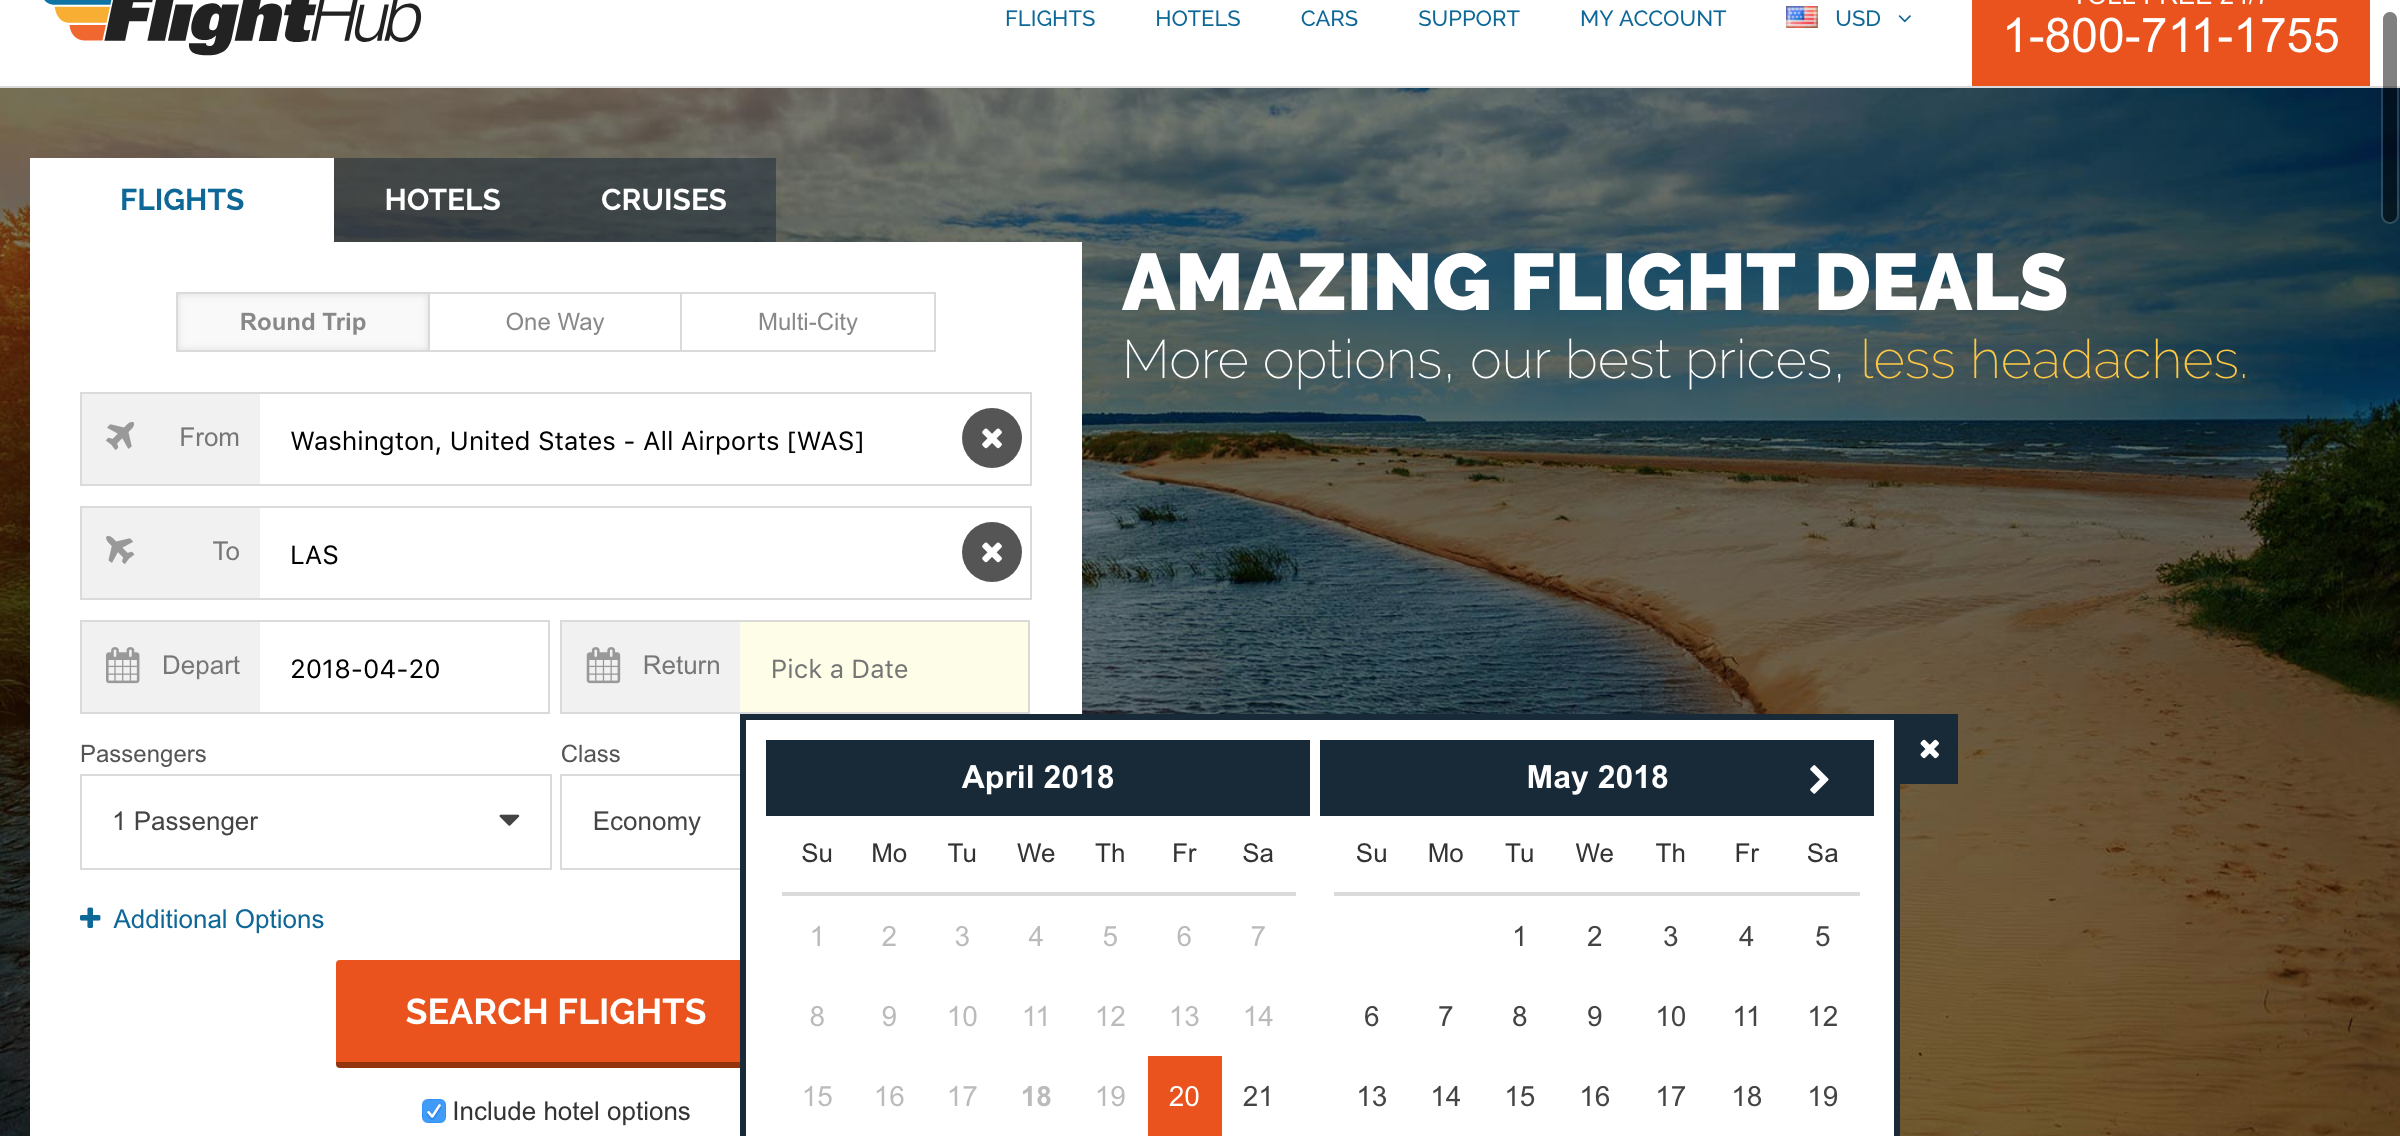 FlightHub
FLIGHTS HOTELS CARS SUPPORT MY ACCOUNT USD
TOLL FREE 24/7
1-800-711-1755
FLIGHTS HOTELS CRUISES
AMAZING FLIGHT DEALS
More options, our best prices, less headaches.
Round Trip One Way Multi-City
From Washington, United States - All Airports [WAS]
To LAS
Depart 2018-04-20 Return Pick a Date
Passengers Class
1 Passenger Economy
Additional Options
SEARCH FLIGHTS
Include hotel options
April 2018 May 2018
Su Mo Tu We Th Fr Sa Su Mo Tu We Th Fr Sa
1 2 3 4 5 6 7 1 2 3 4 5
8 9 10 11 12 13 14 6 7 8 9 10 11 12
15 16 17 18 19 20 21 13 14 15 16 17 18 19